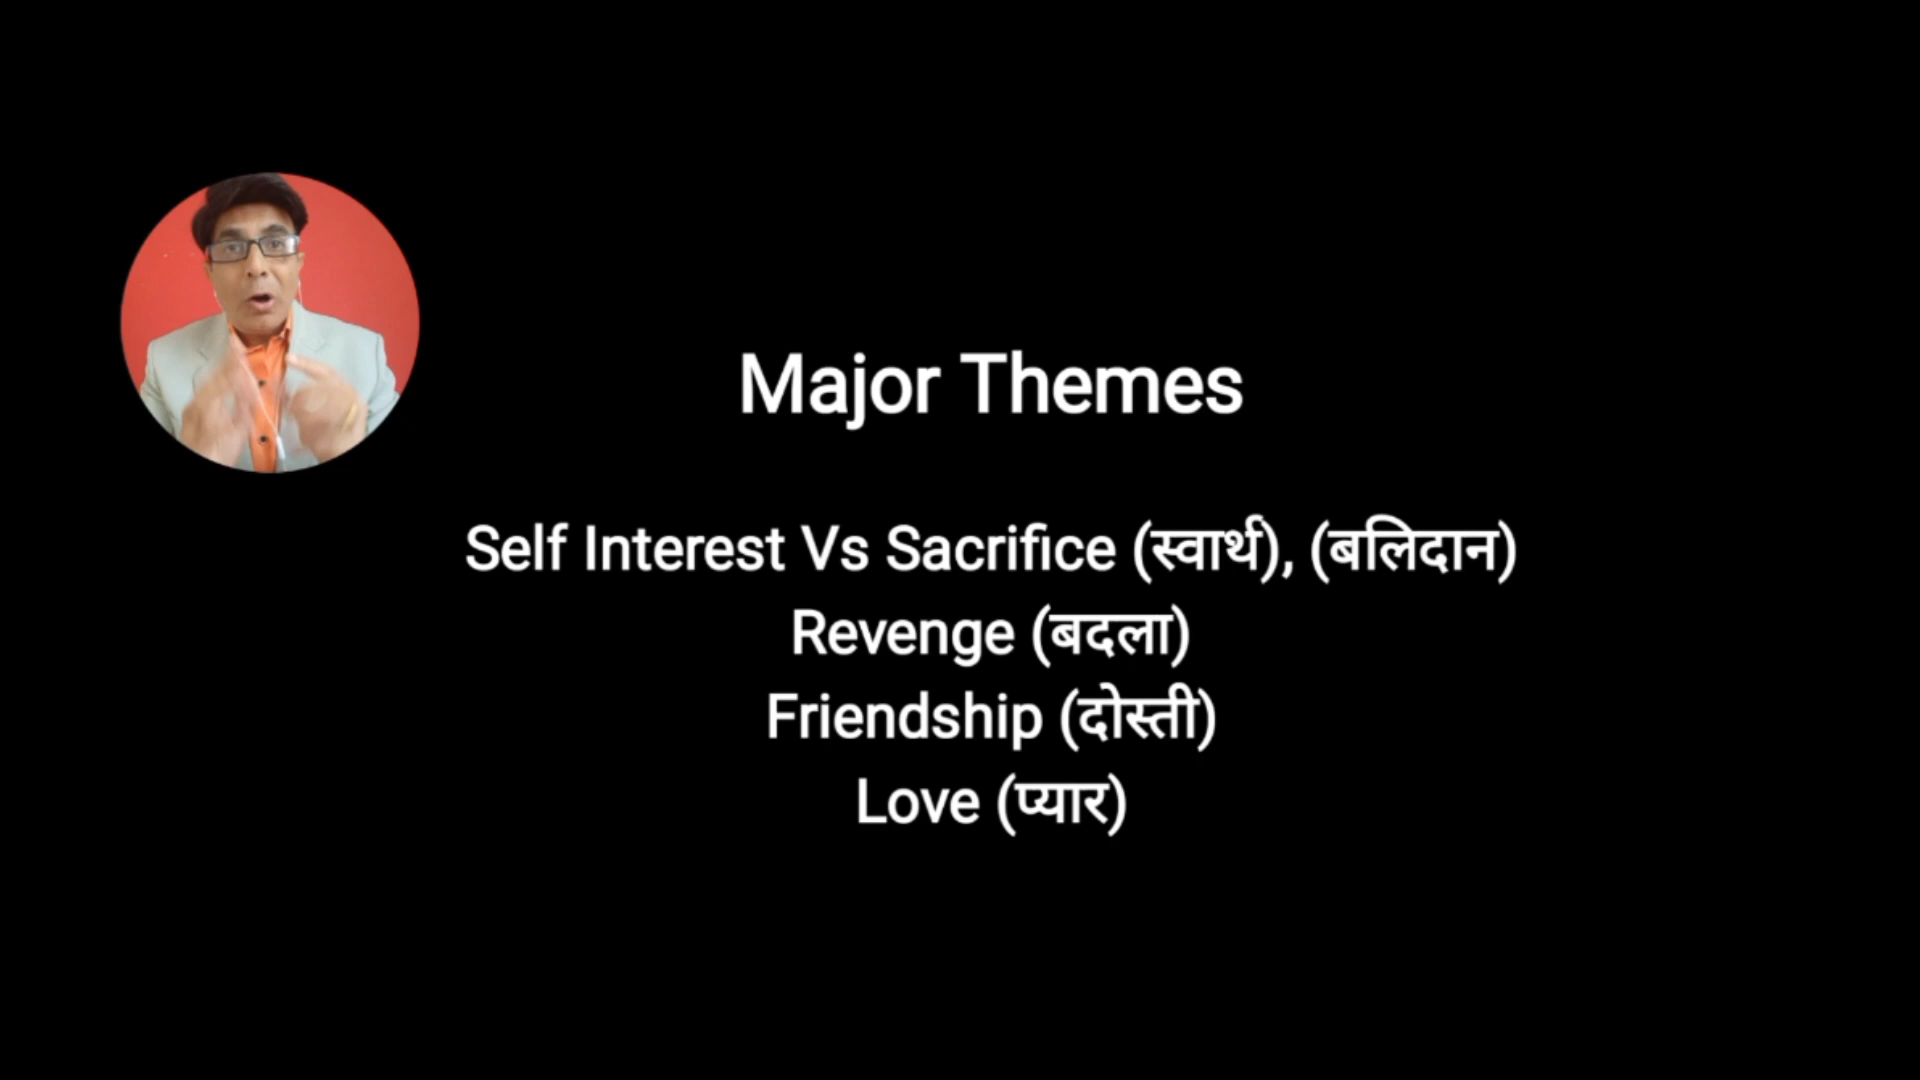 Major Themes
Self Interest Vs Sacrifice (स्वार्थ), (बलिदान)
Revenge (बदला)
Friendship (दोस्ती)
Love (प्यार)